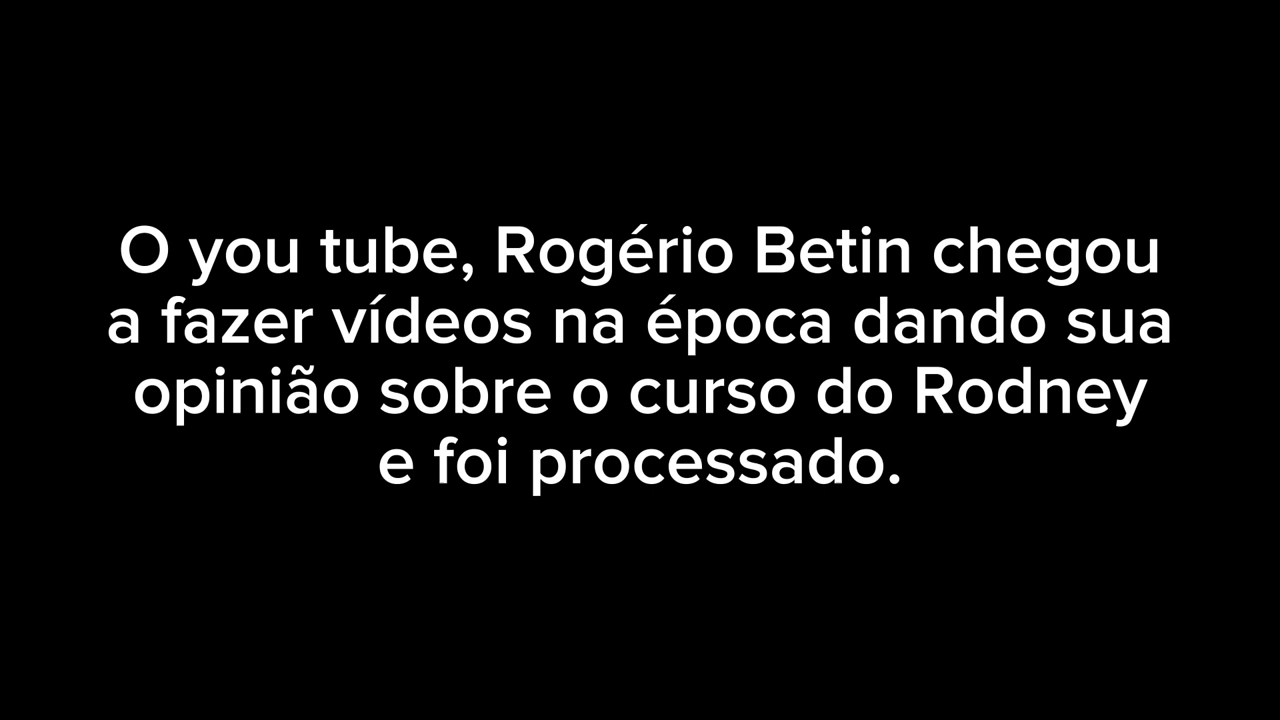 O you tube, Rogério Betin chegou
a fazer vídeos na época dando sua
opinião sobre o curso do Rodney
e foi processado.